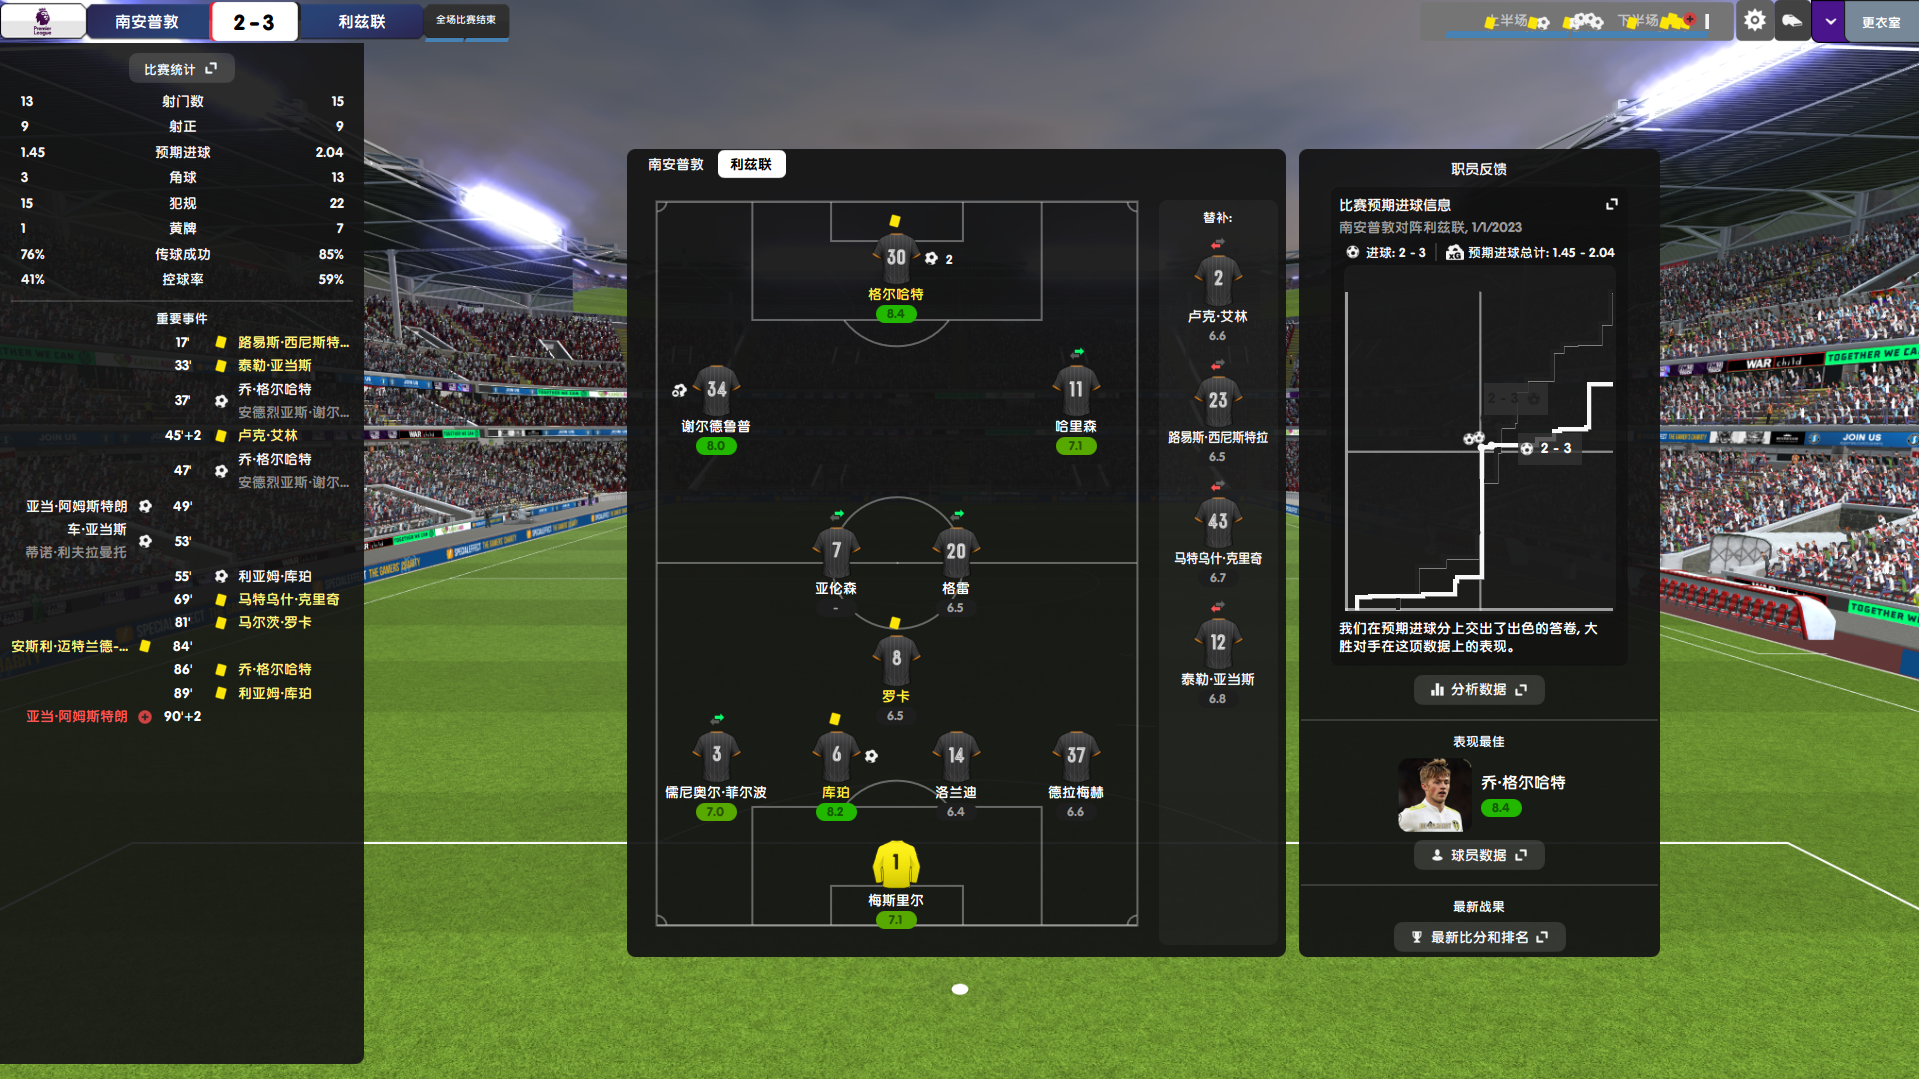 Premier League
南安普敦
2 - 3
利兹联
全场比赛结束
上半场
下半场
更衣室
比赛统计
13 射门数 15
9 射正 9
1.45 预期进球 2.04
3 角球 13
15 犯规 22
1 黄牌 7
76% 传球成功 85%
41% 控球率 59%
重要事件
17' 路易斯·西尼斯特...
33' 泰勒·亚当斯
37' 乔·格尔哈特
安德烈亚斯·谢尔...
45'+2 卢克·艾林
47' 乔·格尔哈特
安德烈亚斯·谢尔...
亚当·阿姆斯特朗 49'
车·亚当斯 53'
蒂诺·利夫拉曼托
55' 利亚姆·库珀
69' 马特乌什·克里奇
81' 马尔茨·罗卡
安斯利·迈特兰德-... 84'
86' 乔·格尔哈特
89' 利亚姆·库珀
亚当·阿姆斯特朗 90'+2
南安普敦 利兹联
30 2
格尔哈特
8.4
34
谢尔德鲁普
8.0
11
哈里森
7.1
7
亚伦森
-
20
格雷
6.5
8
罗卡
6.5
3
儒尼奥尔·菲尔波
7.0
6
库珀
8.2
14
洛兰迪
6.4
37
德拉梅赫
6.6
1
梅斯里尔
7.1
替补:
2
卢克·艾林
6.6
23
路易斯·西尼斯特拉
6.5
43
马特乌什·克里奇
6.7
12
泰勒·亚当斯
6.8
职员反馈
比赛预期进球信息
南安普敦对阵利兹联, 1/1/2023
进球: 2 - 3 预期进球总计: 1.45 - 2.04
2 - 3
2 - 3
我们在预期进球分上交出了出色的答卷, 大
胜对手在这项数据上的表现。
分析数据
表现最佳
乔·格尔哈特
8.4
球员数据
最新战果
最新比分和排名
WAR child
TOGETHER WE CAN
JOIN US
TOGETHER
SPECIALEFFECT THE GAMERS' CHARITY